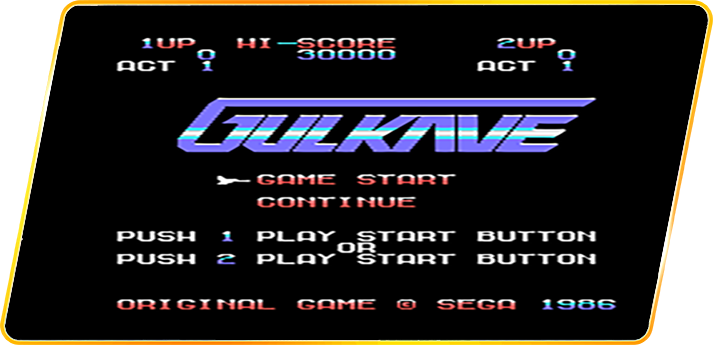 1UP HI-SCORE 2UP
0 30000 0
ACT 1 ACT 1
GULKAVE
GAME START
CONTINUE
PUSH 1 PLAY START BUTTON
OR
PUSH 2 PLAY START BUTTON
ORIGINAL GAME © SEGA 1986